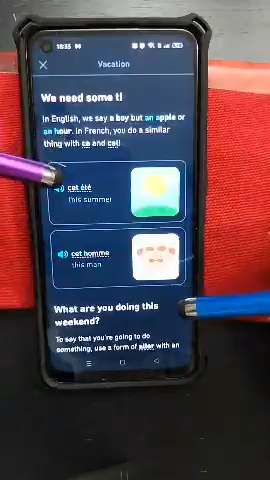 18:55
Vacation
We need some t!
In English, we say a boy but an apple or
an hour. In French, you do a similar
thing with ce and cet!
cet été
this summer
cet homme
this man
What are you doing this
weekend?
To say that you're going to do
something, use a form of aller with an